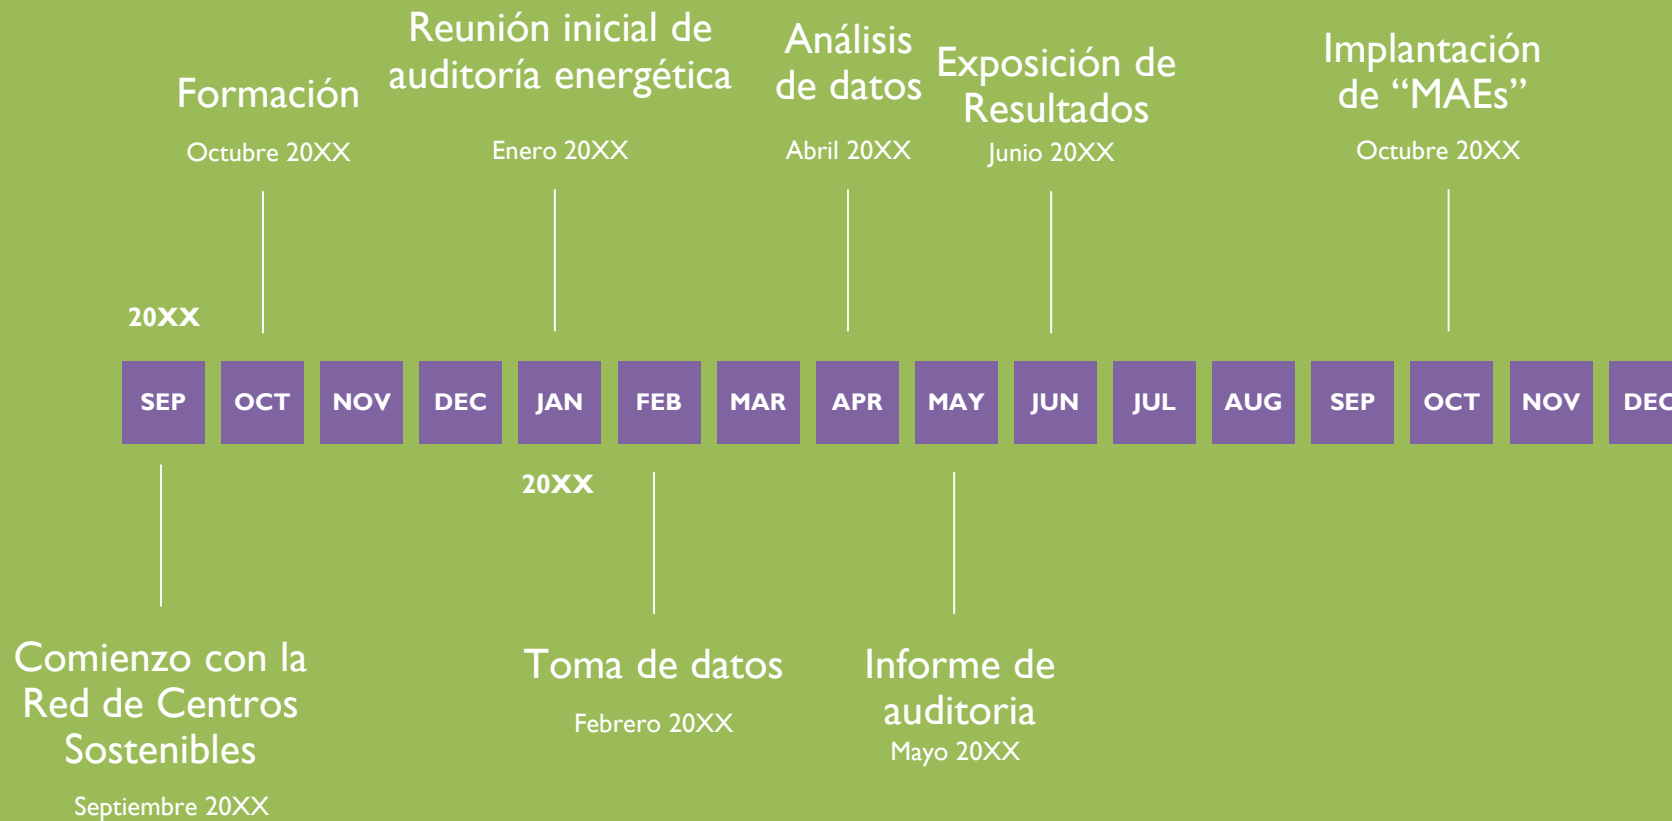 Formación
Octubre 20XX
Reunión inicial de
auditoría energética
Enero 20XX
Análisis
de datos
Abril 20XX
Exposición de
Resultados
Junio 20XX
Implantación
de “MAEs”
Octubre 20XX
20XX
SEP OCT NOV DEC JAN FEB MAR APR MAY JUN JUL AUG SEP OCT NOV DEC
20XX
Comienzo con la
Red de Centros
Sostenibles
Septiembre 20XX
Toma de datos
Febrero 20XX
Informe de
auditoria
Mayo 20XX